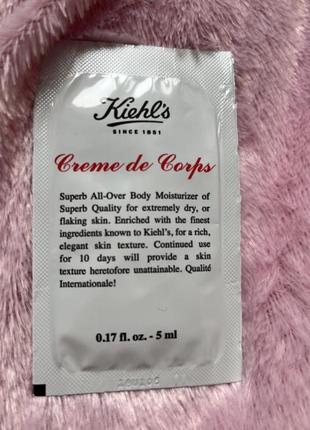 Kiehl's
SINCE 1851
Creme de Corps
Superb All-Over Body Moisturizer of
Superb Quality for extremely dry, or
flaking skin. Enriched with the finest
ingredients known to Kiehl's, for a rich,
elegant skin texture. Continued use
for 10 days will provide a skin
texture heretofore unattainable. Qualité
Internationale!
0.17 fl. oz. - 5 ml